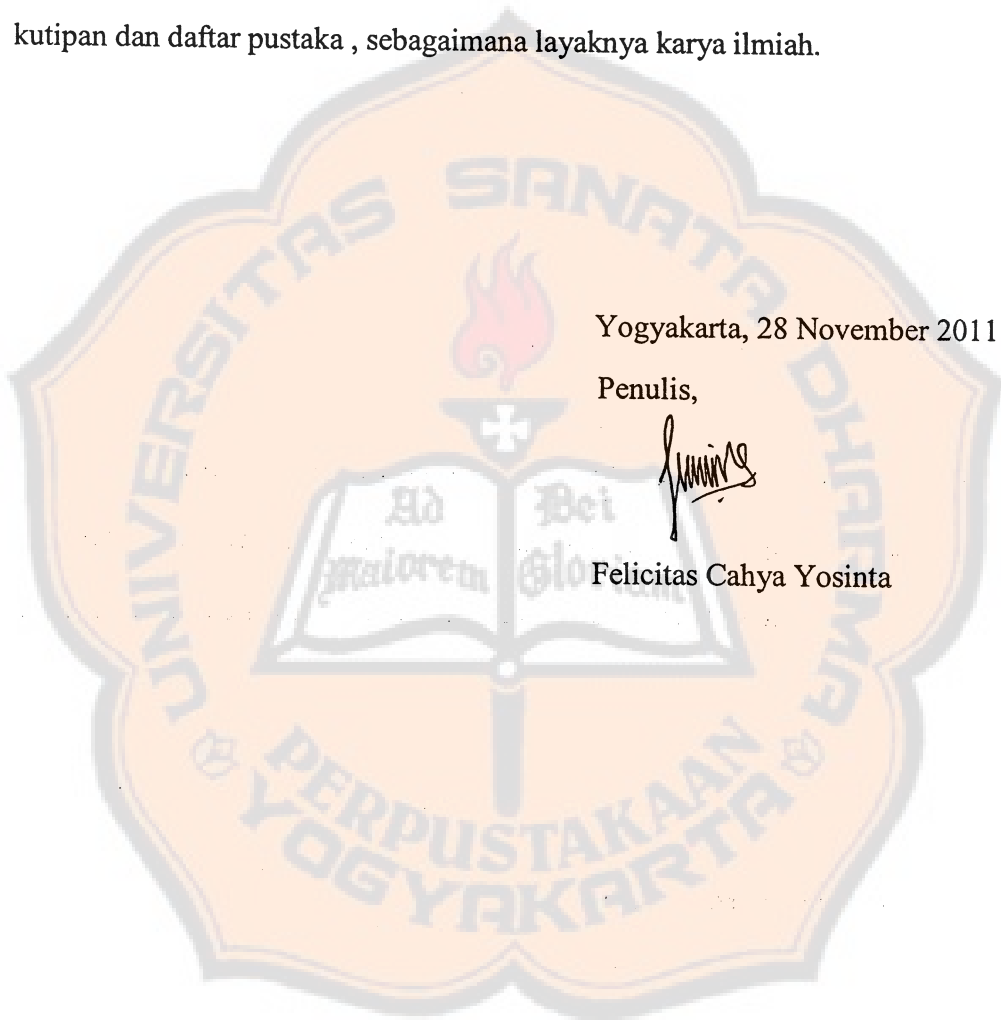 kutipan dan daftar pustaka , sebagaimana layaknya karya ilmiah.
UNIVERSITAS SANATA DHARMA
Yogyakarta, 28 November 2011
Penulis,
Ad Dei
Maiorem Gloriam
Felicitas Cahya Yosinta
PERPUSTAKAAN
YOGYAKARTA